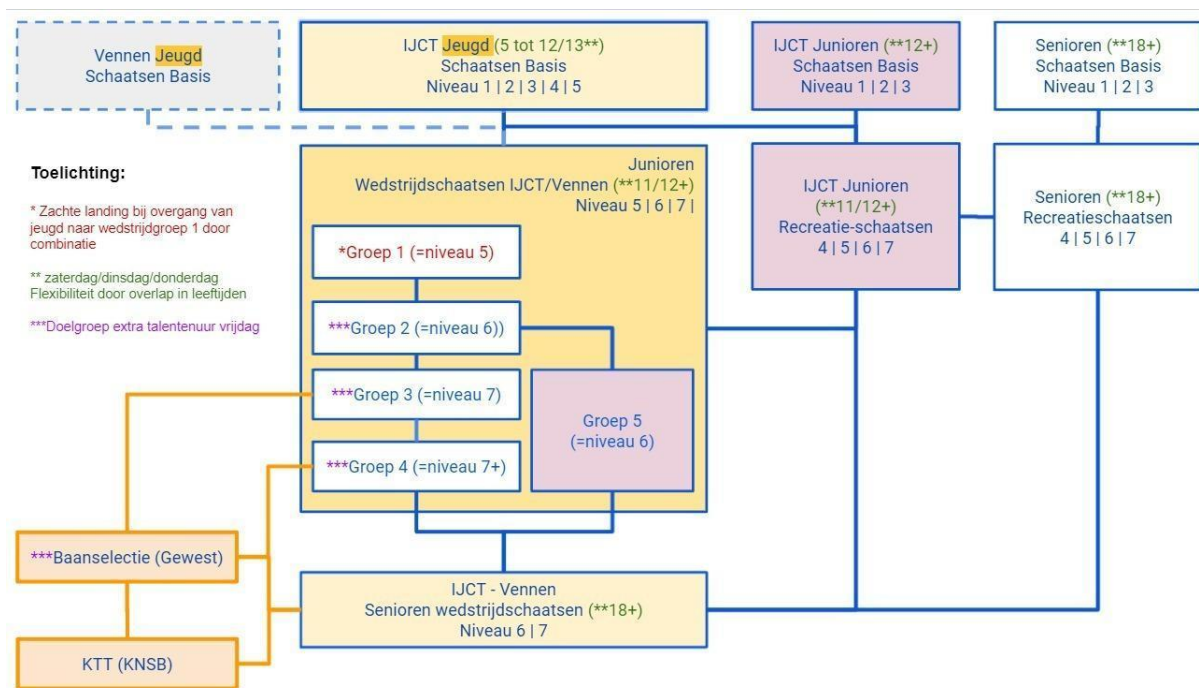 Vennen Jeugd
Schaatsen Basis
IJCT Jeugd (5 tot 12/13**)
Schaatsen Basis
Niveau 1 | 2 | 3 | 4 | 5
IJCT Junioren (**12+)
Schaatsen Basis
Niveau 1 | 2 | 3
Senioren (**18+)
Schaatsen Basis
Niveau 1 | 2 | 3
Toelichting:
* Zachte landing bij overgang van
jeugd naar wedstrijdgroep 1 door
combinatie
** zaterdag/dinsdag/donderdag
Flexibiliteit door overlap in leeftijden
***Doelgroep extra talentenuur vrijdag
Junioren
Wedstrijdschaatsen IJCT/Vennen (**11/12+)
Niveau 5 | 6 | 7 |
*Groep 1 (=niveau 5)
***Groep 2 (=niveau 6))
***Groep 3 (=niveau 7)
***Groep 4 (=niveau 7+)
Groep 5
(=niveau 6)
IJCT Junioren
(**11/12+)
Recreatie-schaatsen
4 | 5 | 6 | 7
Senioren (**18+)
Recreatieschaatsen
4 | 5 | 6 | 7
***Baanselectie (Gewest)
KTT (KNSB)
IJCT - Vennen
Senioren wedstrijdschaatsen (**18+)
Niveau 6 | 7